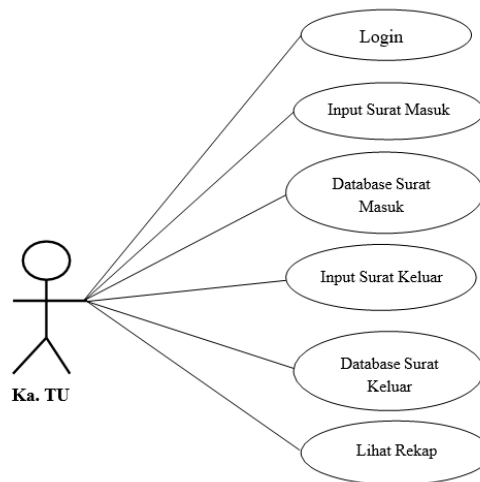 Login
Input Surat Masuk
Database Surat
Masuk
Input Surat Keluar
Database Surat
Keluar
Lihat Rekap
Ka. TU